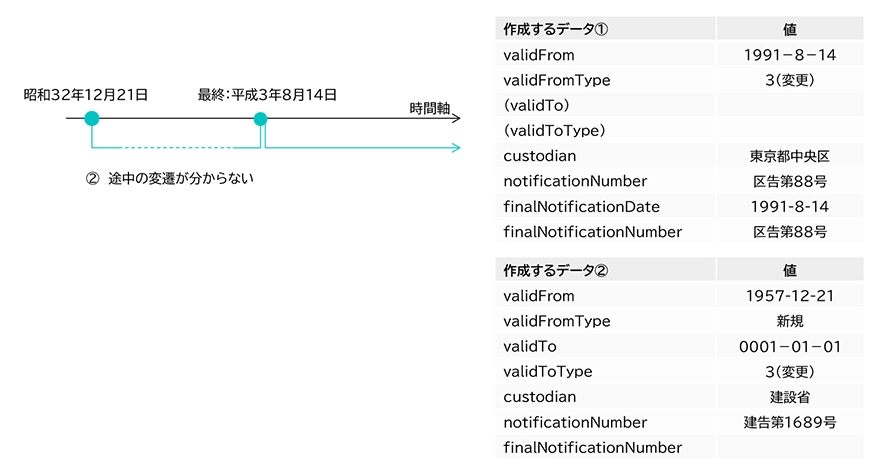 昭和32年12月21日
最終：平成3年8月14日
時間軸
② 途中の変遷が分からない
作成するデータ① 値
validFrom 1991－8－14
validFromType 3（変更）
（validTo）
（validToType）
custodian 東京都中央区
notificationNumber 区告第88号
finalNotificationDate 1991-8-14
finalNotificationNumber 区告第88号
作成するデータ② 値
validFrom 1957-12-21
validFromType 新規
validTo 0001－01－01
validToType 3（変更）
custodian 建設省
notificationNumber 建告第1689号
finalNotificationNumber